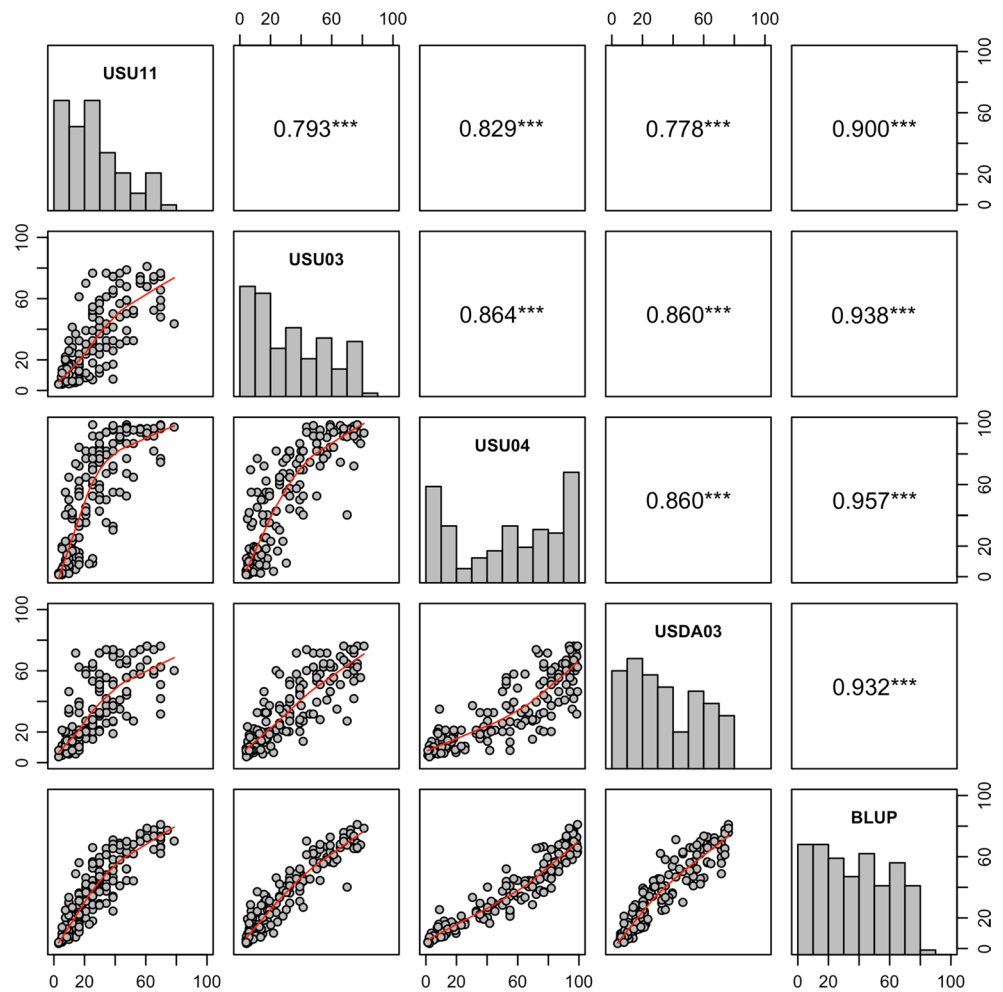 0 20 60 100 0 20 60 100
USU11 0.793*** 0.829*** 0.778*** 0.900*** 0 20 60 100
0 20 60 100 USU03 0.864*** 0.860*** 0.938***
USU04 0.860*** 0.957*** 0 20 60 100
0 20 60 100 USDA03 0.932***
BLUP 0 20 60 100
0 20 60 100 0 20 60 100 0 20 60 100